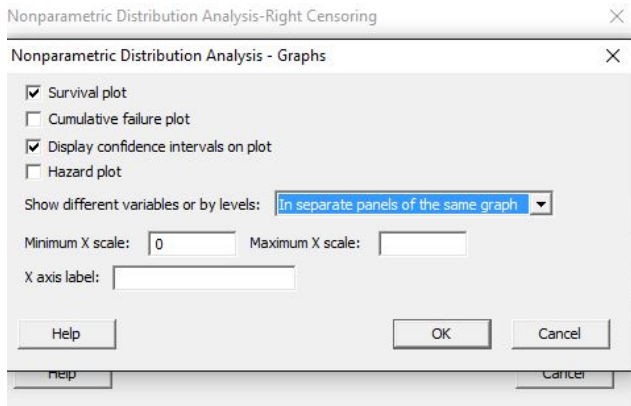 Nonparametric Distribution Analysis-Right Censoring
Nonparametric Distribution Analysis - Graphs
Survival plot
Cumulative failure plot
Display confidence intervals on plot
Hazard plot
Show different variables or by levels: In separate panels of the same graph
Minimum X scale: 0 Maximum X scale:
X axis label:
Help OK Cancel
Help Cancel